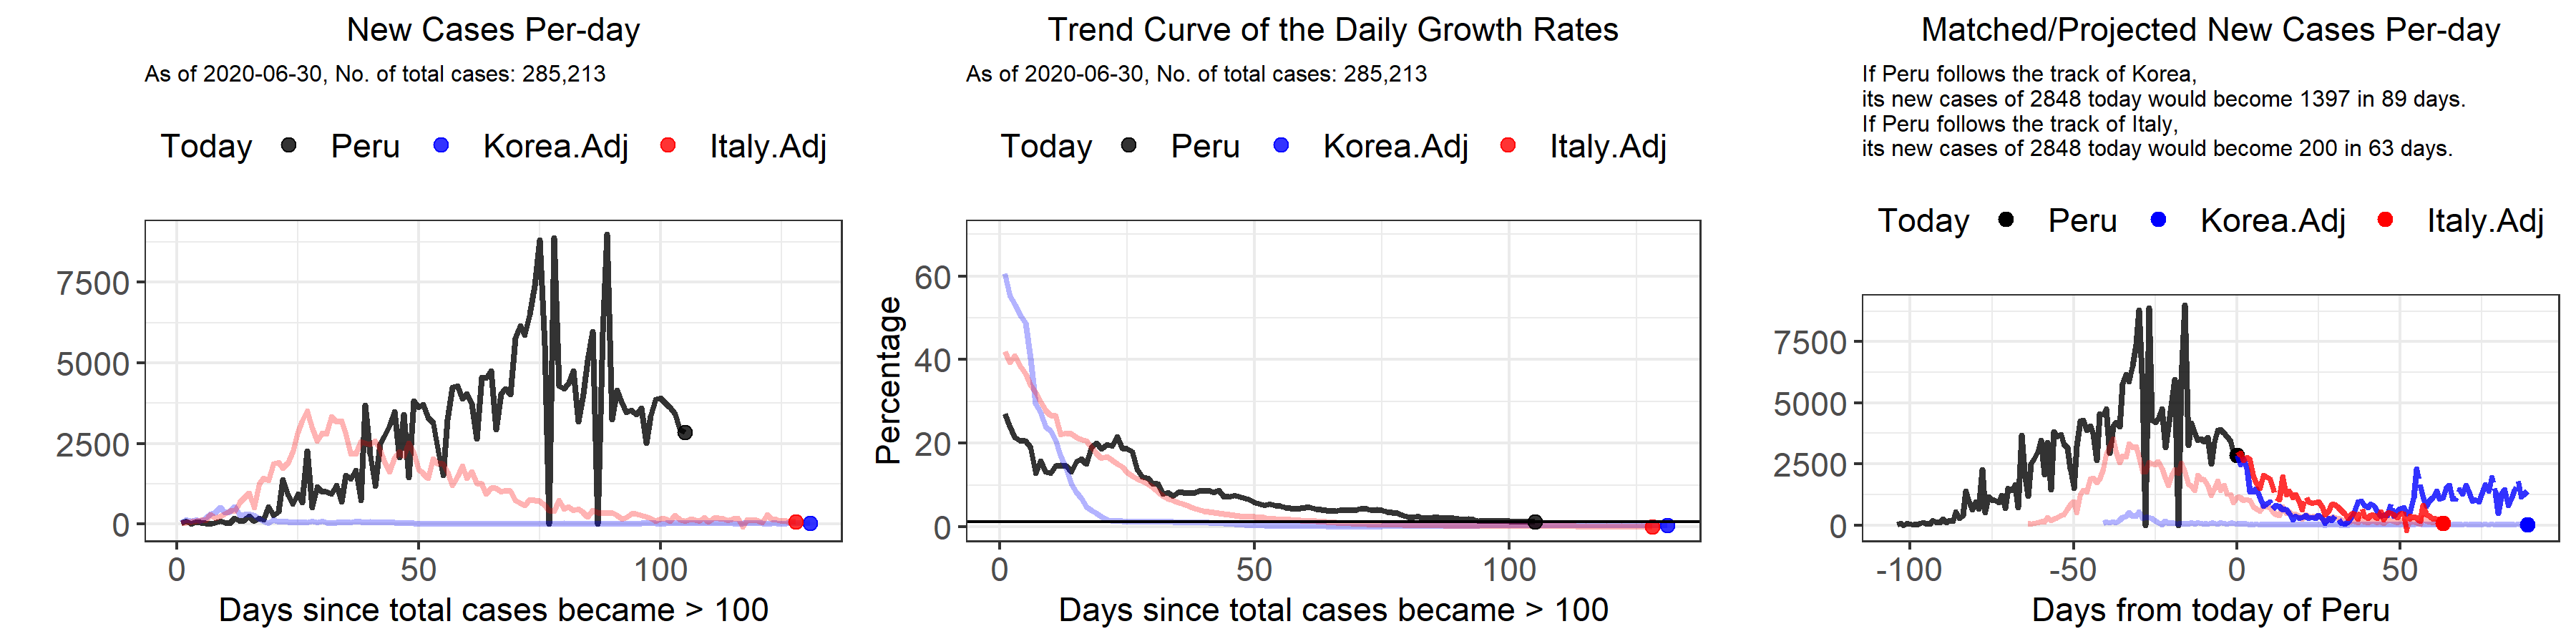 New Cases Per-day
As of 2020-06-30, No. of total cases: 285,213
Today Peru Korea.Adj Italy.Adj
7500
5000
2500
0
0 50 100
Days since total cases became > 100
Trend Curve of the Daily Growth Rates
As of 2020-06-30, No. of total cases: 285,213
Today Peru Korea.Adj Italy.Adj
Percentage
60
40
20
0
0 50 100
Days since total cases became > 100
Matched/Projected New Cases Per-day
If Peru follows the track of Korea,
its new cases of 2848 today would become 1397 in 89 days.
If Peru follows the track of Italy,
its new cases of 2848 today would become 200 in 63 days.
Today Peru Korea.Adj Italy.Adj
7500
5000
2500
0
-100 -50 0 50
Days from today of Peru